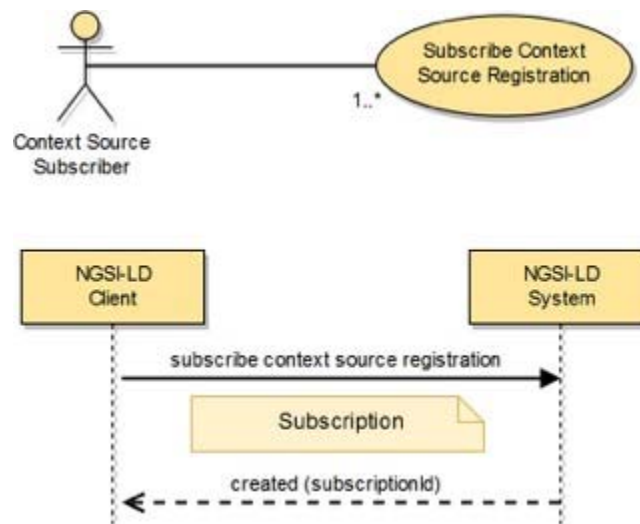 Subscribe Context
Source Registration
1..*
Context Source
Subscriber
NGSI-LD
Client
NGSI-LD
System
subscribe context source registration
Subscription
created (subscriptionId)